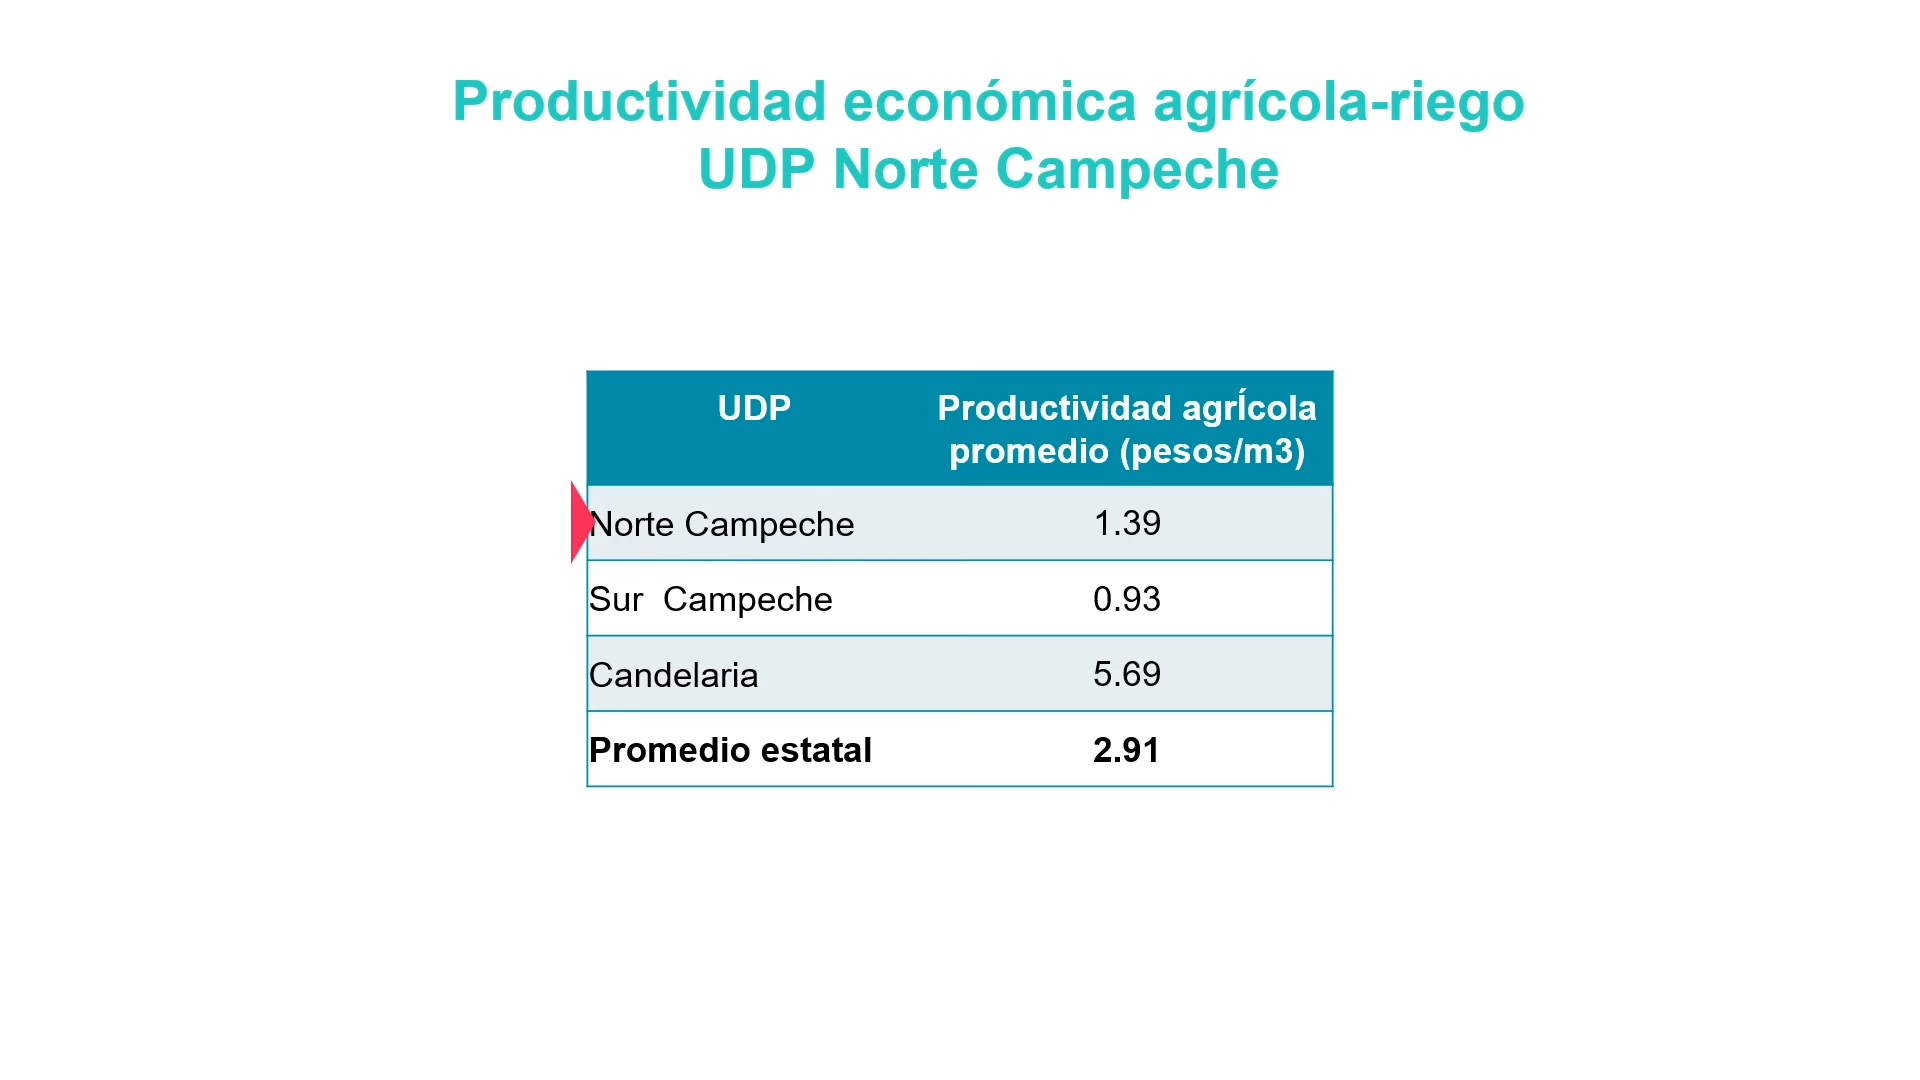 Productividad económica agrícola-riego
UDP Norte Campeche
UDP
Productividad agrÍcola
promedio (pesos/m3)
Norte Campeche 1.39
Sur  Campeche 0.93
Candelaria 5.69
Promedio estatal 2.91